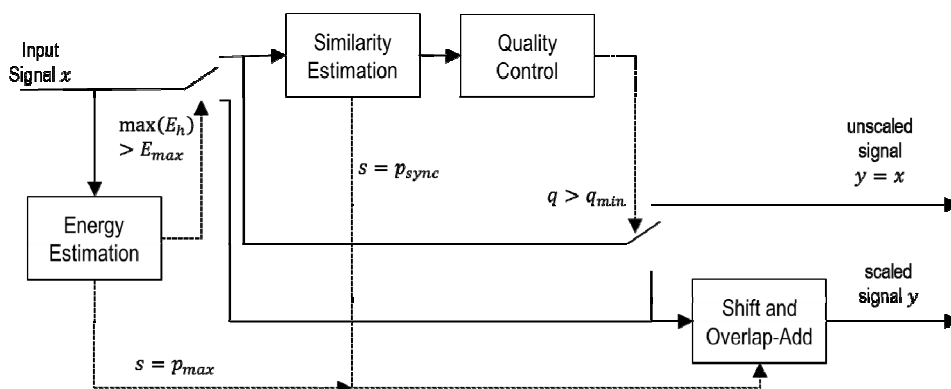 Input
Signal x
Similarity
Estimation
Quality
Control
max(E_h)
> E_max
s = p_sync
q > q_min
unscaled
signal
y = x
Energy
Estimation
scaled
signal y
Shift and
Overlap-Add
s = p_max